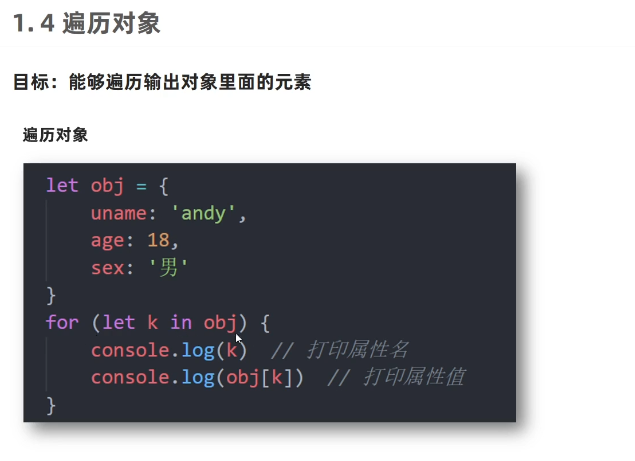 1.4 遍历对象
目标：能够遍历输出对象里面的元素
遍历对象
let obj = {
    uname: 'andy',
    age: 18,
    sex: '男'
}
for (let k in obj) {
    console.log(k)  // 打印属性名
    console.log(obj[k])  // 打印属性值
}